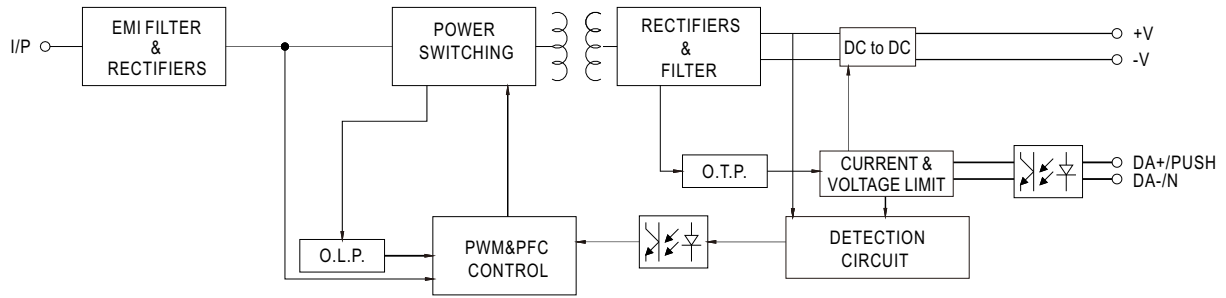 I/P
EMI FILTER
&
RECTIFIERS
POWER
SWITCHING
RECTIFIERS
&
FILTER
DC to DC
+V
-V
O.T.P.
CURRENT &
VOLTAGE LIMIT
DA+/PUSH
DA-/N
O.L.P.
PWM&PFC
CONTROL
DETECTION
CIRCUIT